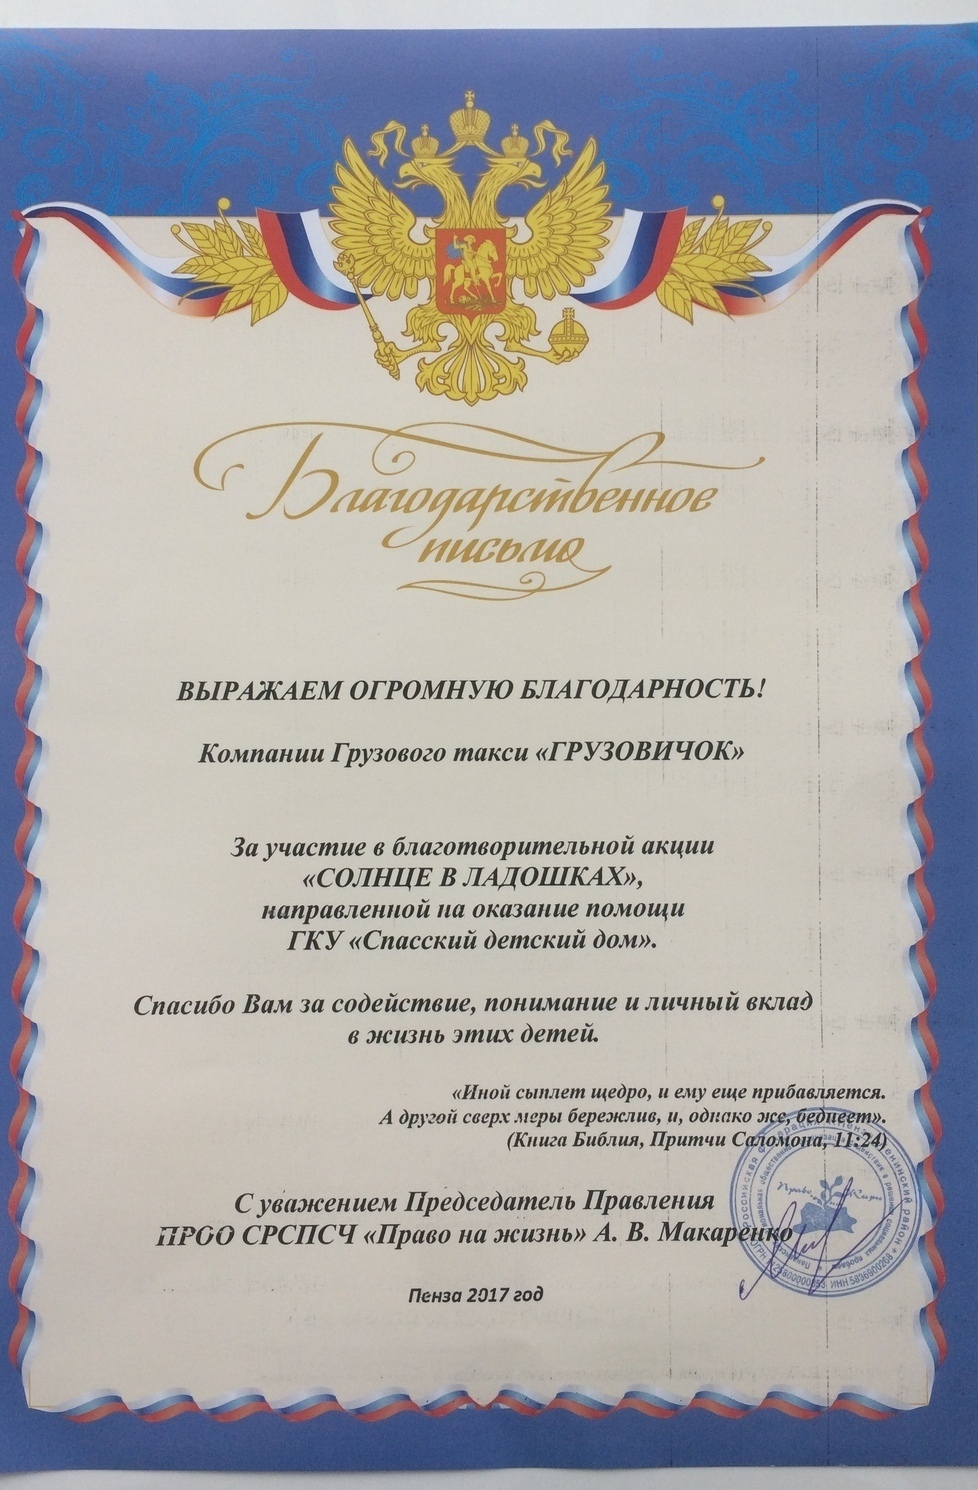 Благодарственное
письмо
ВЫРАЖАЕМ ОГРОМНУЮ БЛАГОДАРНОСТЬ!
Компании Грузового такси «ГРУЗОВИЧОК»
За участие в благотворительной акции
«СОЛНЦЕ В ЛАДОШКАХ»,
направленной на оказание помощи
ГКУ «Спасский детский дом».
Спасибо Вам за содействие, понимание и личный вклад
в жизнь этих детей.
«Иной сыплет щедро, и ему еще прибавляется.
А другой сверх меры бережлив, и, однако же, беднеет».
(Книга Библия, Притчи Саломона, 11:24)
С уважением Председатель Правления
ПРОО СРСПСЧ «Право на жизнь» А. В. Макаренко
Пенза 2017 год